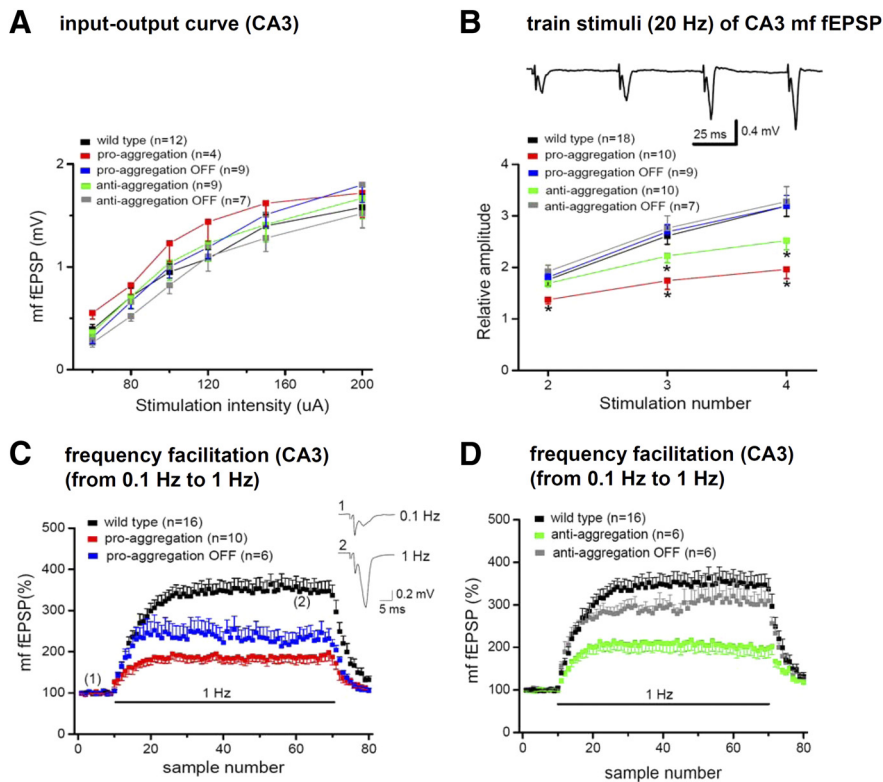 A input-output curve (CA3)
wild type (n=12)
pro-aggregation (n=4)
pro-aggregation OFF (n=9)
anti-aggregation (n=9)
anti-aggregation OFF (n=7)
2
1
0
mf fEPSP (mV)
80 120 160 200
Stimulation intensity (uA)
B train stimuli (20 Hz) of CA3 mf fEPSP
25 ms
0.4 mV
wild type (n=18)
pro-aggregation (n=10)
pro-aggregation OFF (n=9)
anti-aggregation (n=10)
anti-aggregation OFF (n=7)
4
3
2
1
0
Relative amplitude
* * * * *
2 3 4
Stimulation number
C frequency facilitation (CA3)
(from 0.1 Hz to 1 Hz)
wild type (n=16)
pro-aggregation (n=10)
pro-aggregation OFF (n=6)
1
0.1 Hz
2
1 Hz
0.2 mV
5 ms
500
400
300
200
100
0
mf fEPSP(%)
(1)
(2)
1 Hz
0 20 40 60 80
sample number
D frequency facilitation (CA3)
(from 0.1 Hz to 1 Hz)
wild type (n=16)
anti-aggregation (n=6)
anti-aggregation OFF (n=6)
500
400
300
200
100
0
mf fEPSP (%)
1 Hz
0 20 40 60 80
sample number